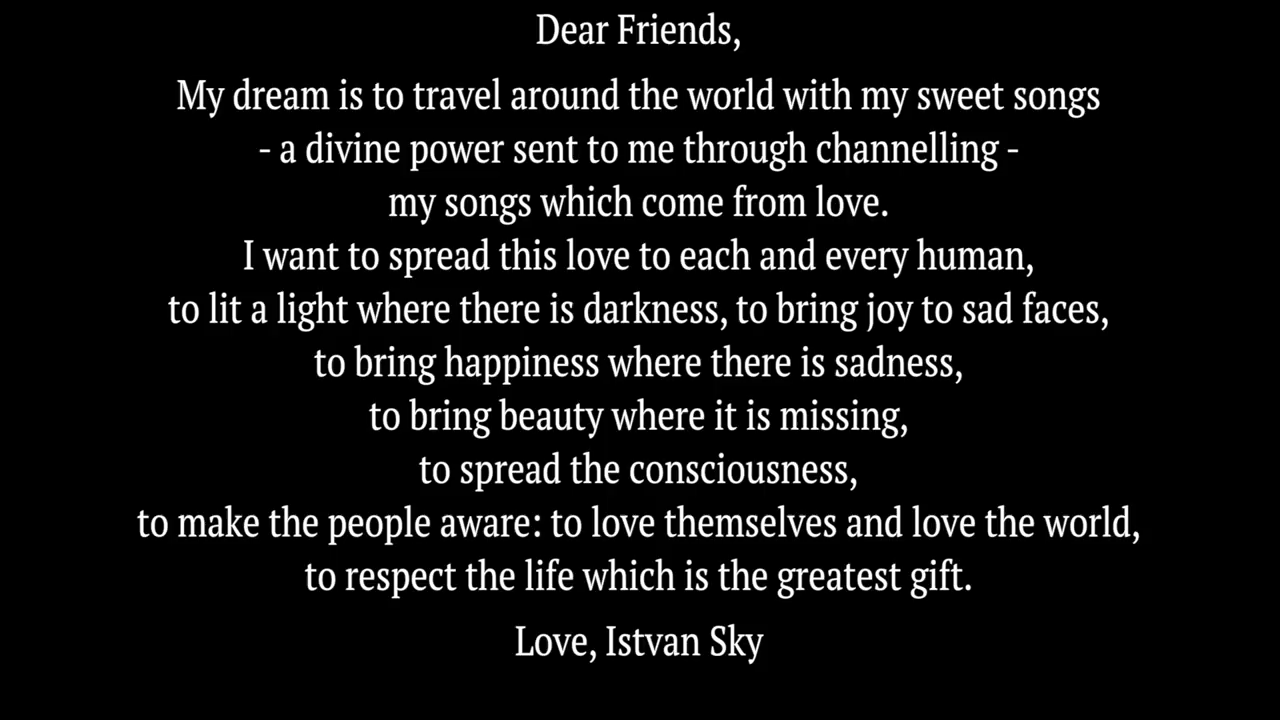 Dear Friends,
My dream is to travel around the world with my sweet songs
- a divine power sent to me through channelling -
my songs which come from love.
I want to spread this love to each and every human,
to lit a light where there is darkness, to bring joy to sad faces,
to bring happiness where there is sadness,
to bring beauty where it is missing,
to spread the consciousness,
to make the people aware: to love themselves and love the world,
to respect the life which is the greatest gift.
Love, Istvan Sky